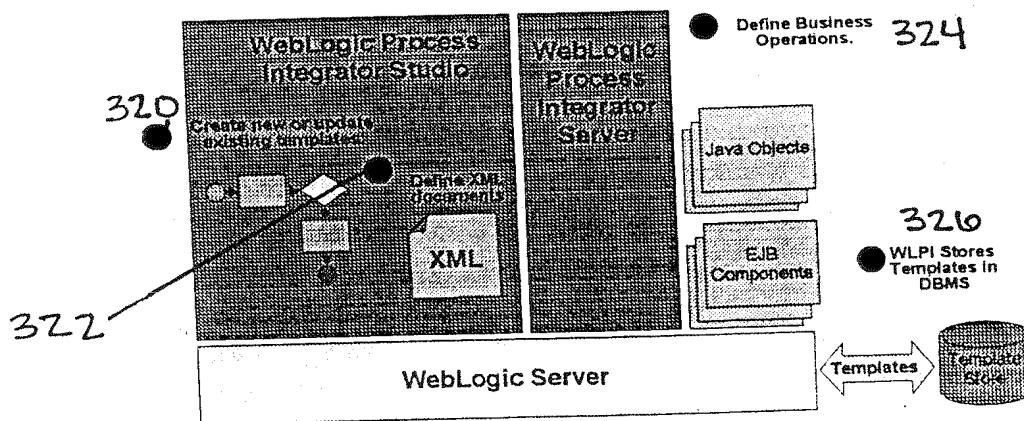 WebLogic Process
Integrator Studio
WebLogic
Process
Integrator
Server
Define Business
Operations.
324
320
Create new or update
existing templates.
Define XML
documents
XML
Java Objects
EJB
Components
326
WLPI Stores
Templates in
DBMS
322
WebLogic Server
Templates
Template
Store